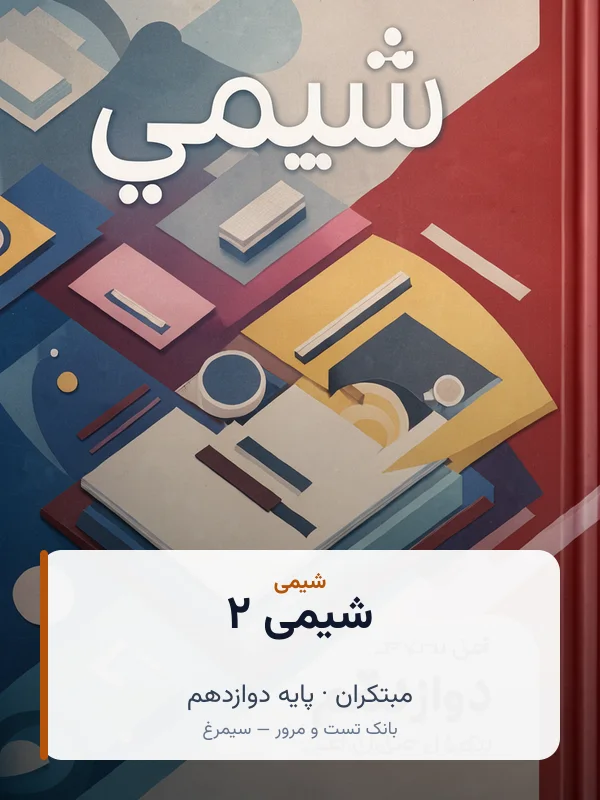 شیمي
شیمی
شیمی ۲
مبتکران · پایه دوازدهم
بانک تست و مرور — سیمرغ